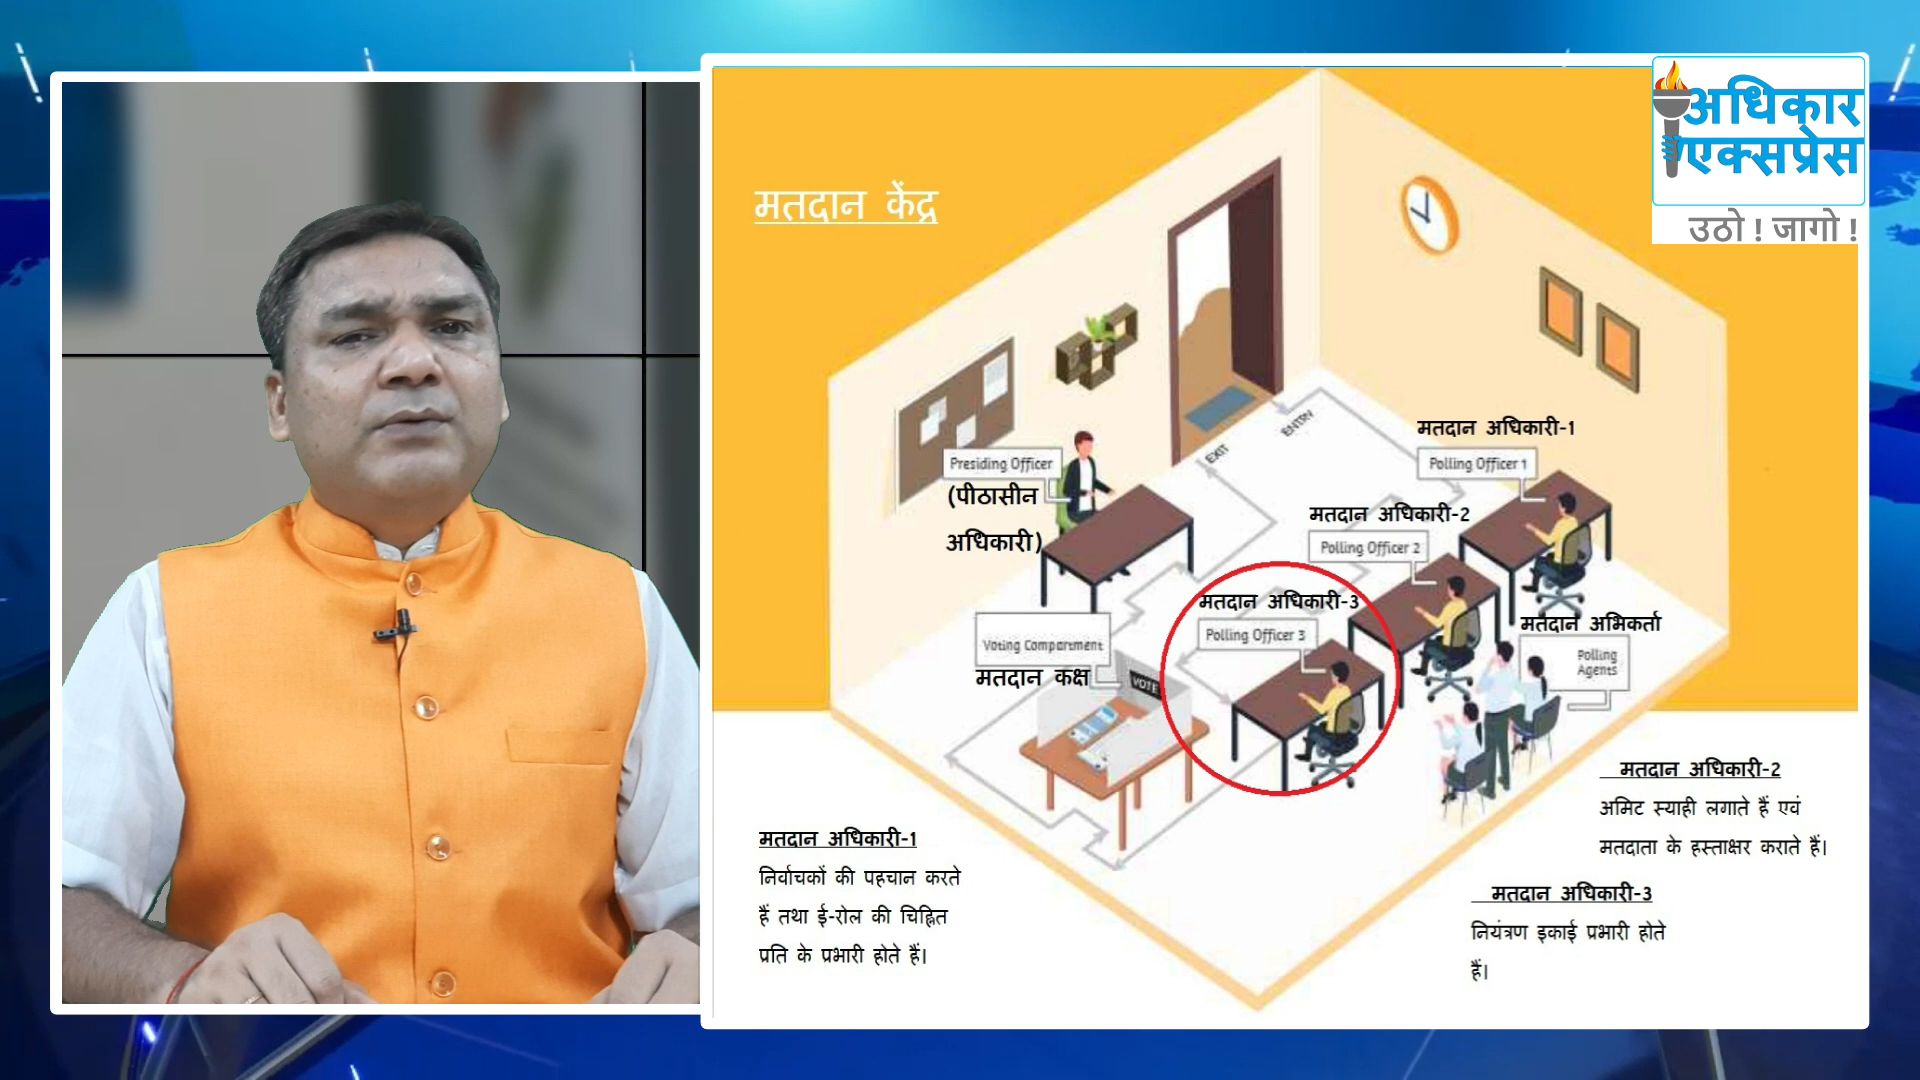 अधिकार
एक्सप्रेस
उठो ! जागो !
मतदान केंद्र
ENTRY
EXIT
मतदान अधिकारी-1
Polling Officer 1
Presiding Officer
(पीठासीन
अधिकारी)
मतदान अधिकारी-2
Polling Officer 2
मतदान अधिकारी-3
Polling Officer 3
मतदान अभिकर्ता
Polling
Agents
Voting Compartment
मतदान कक्ष
VOTE
मतदान अधिकारी-1
निर्वाचकों की पहचान करते
हैं तथा ई-रोल की चिह्नित
प्रति के प्रभारी होते हैं।
मतदान अधिकारी-2
अमिट स्याही लगाते हैं एवं
मतदाता के हस्ताक्षर कराते हैं।
मतदान अधिकारी-3
नियंत्रण इकाई प्रभारी होते
हैं।